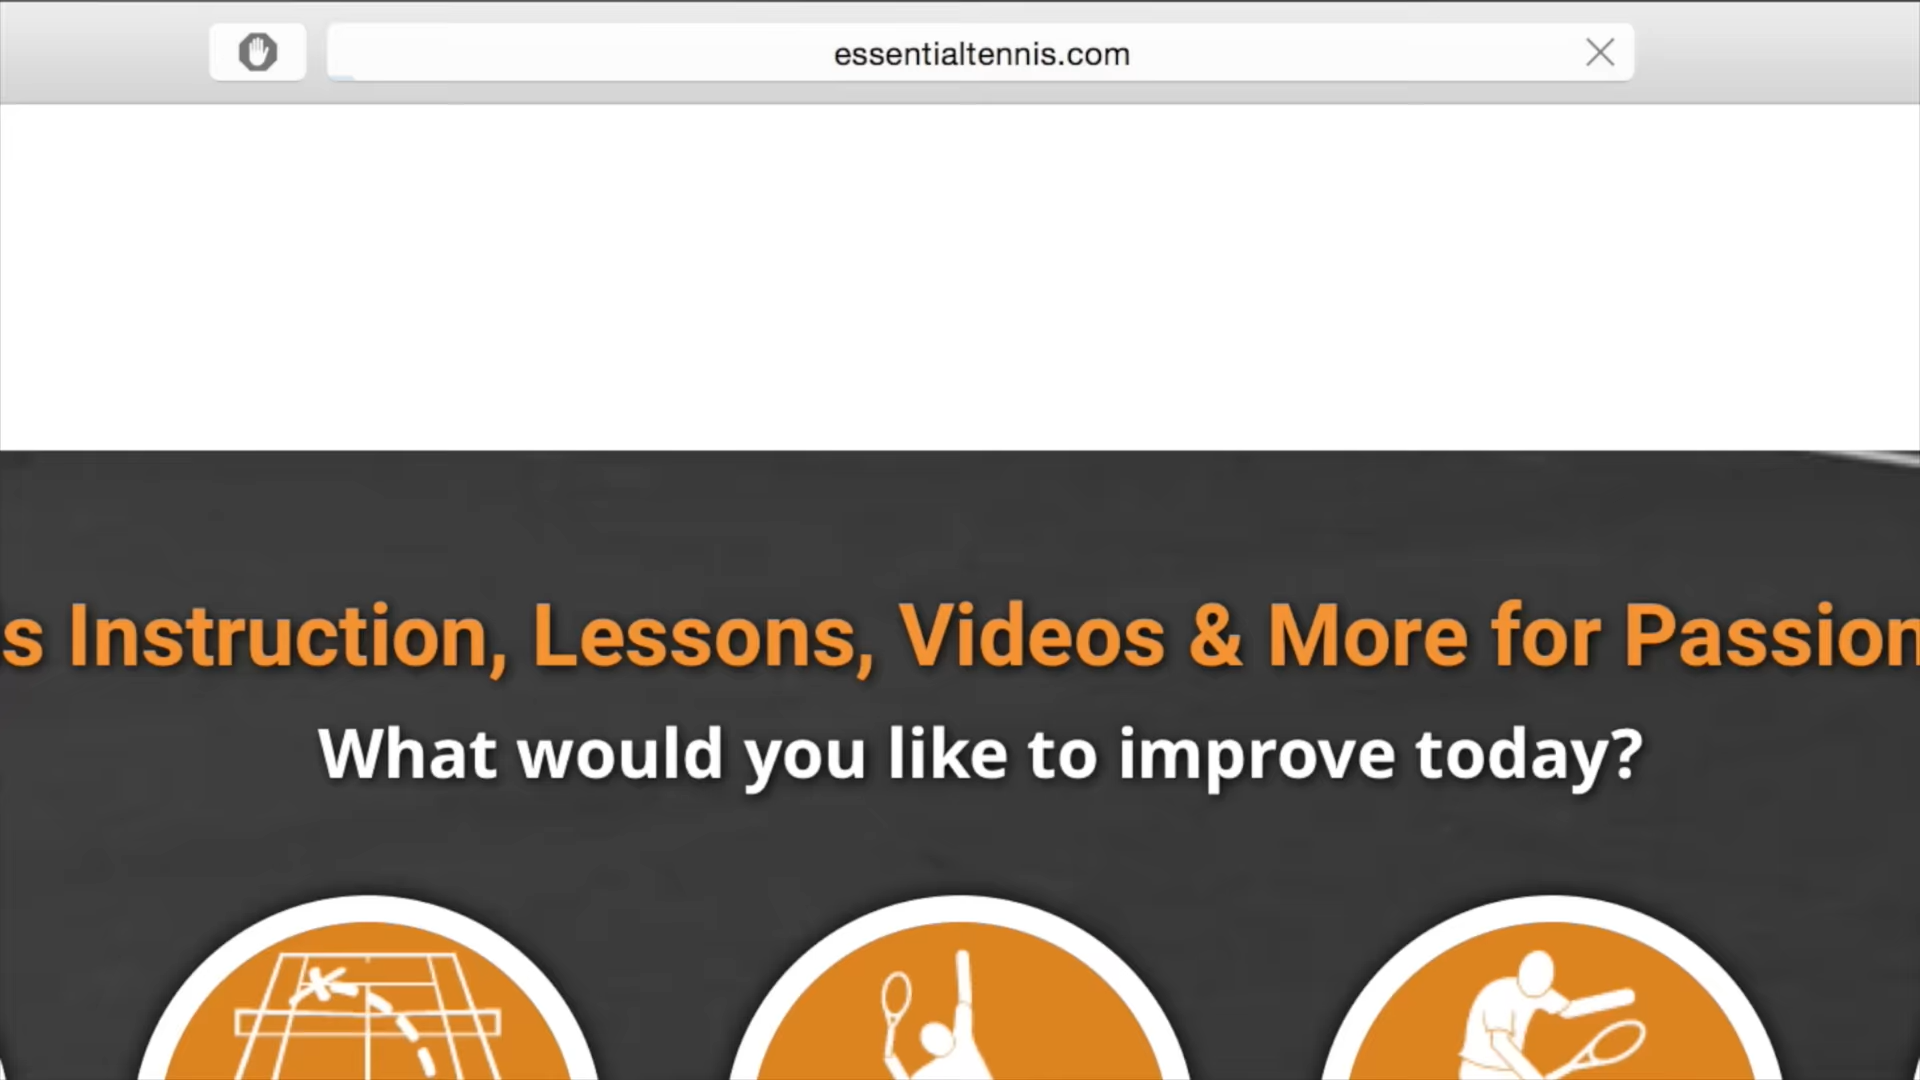 essentialtennis.com
s Instruction, Lessons, Videos & More for Passion
What would you like to improve today?